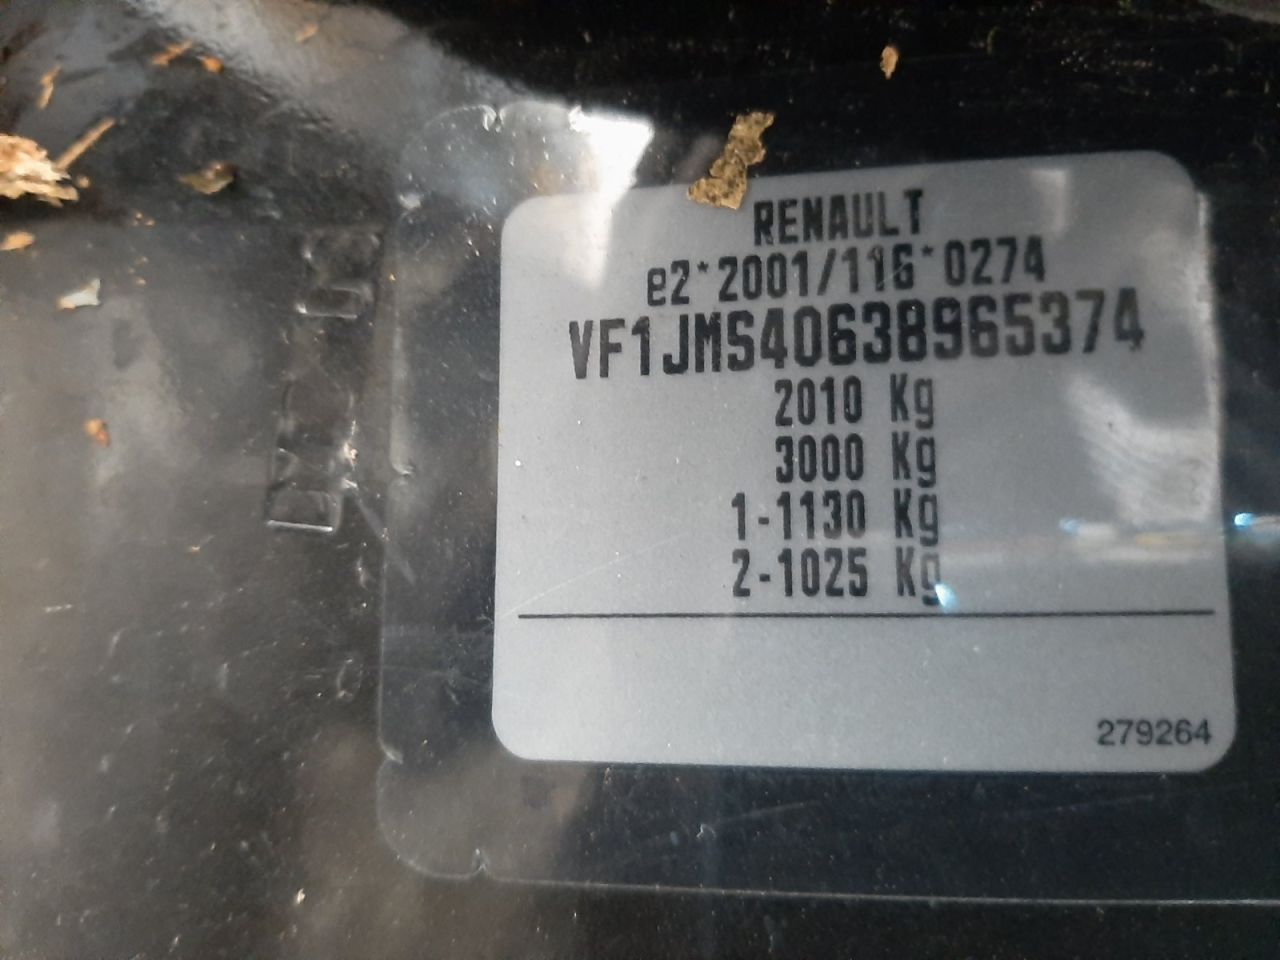 RENAULT
e2*2001/116*0274
VF1JMS40638965374
2010 Kg
3000 Kg
1-1130 Kg
2-1025 Kg
279264